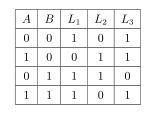 A B L₁ L₂ L₃
0 0 1 0 1
1 0 0 1 1
0 1 1 1 0
1 1 1 0 1